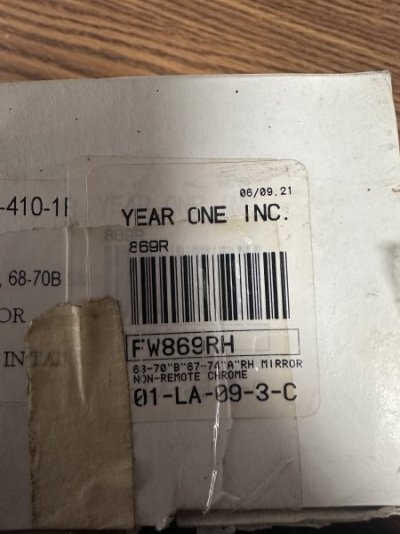 06/09.21
YEAR ONE INC.
-410-1
869R
869R
, 68-70B
OR
FW869RH
IN
68-70"B"67-74"A"RH MIRROR
NON-REMOTE CHROME
01-LA-09-3-C